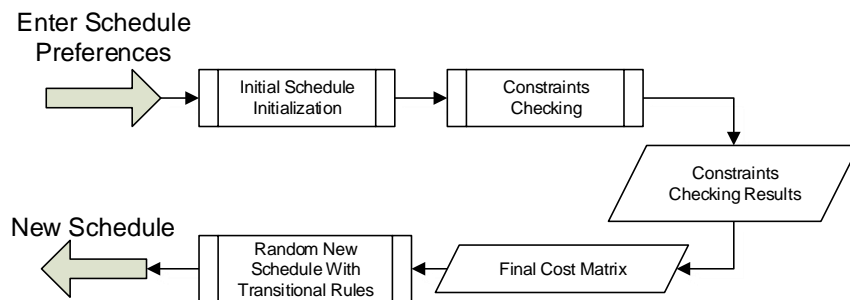 Enter Schedule
Preferences
Initial Schedule
Initialization
Constraints
Checking
Constraints
Checking Results
Final Cost Matrix
Random New
Schedule With
Transitional Rules
New Schedule